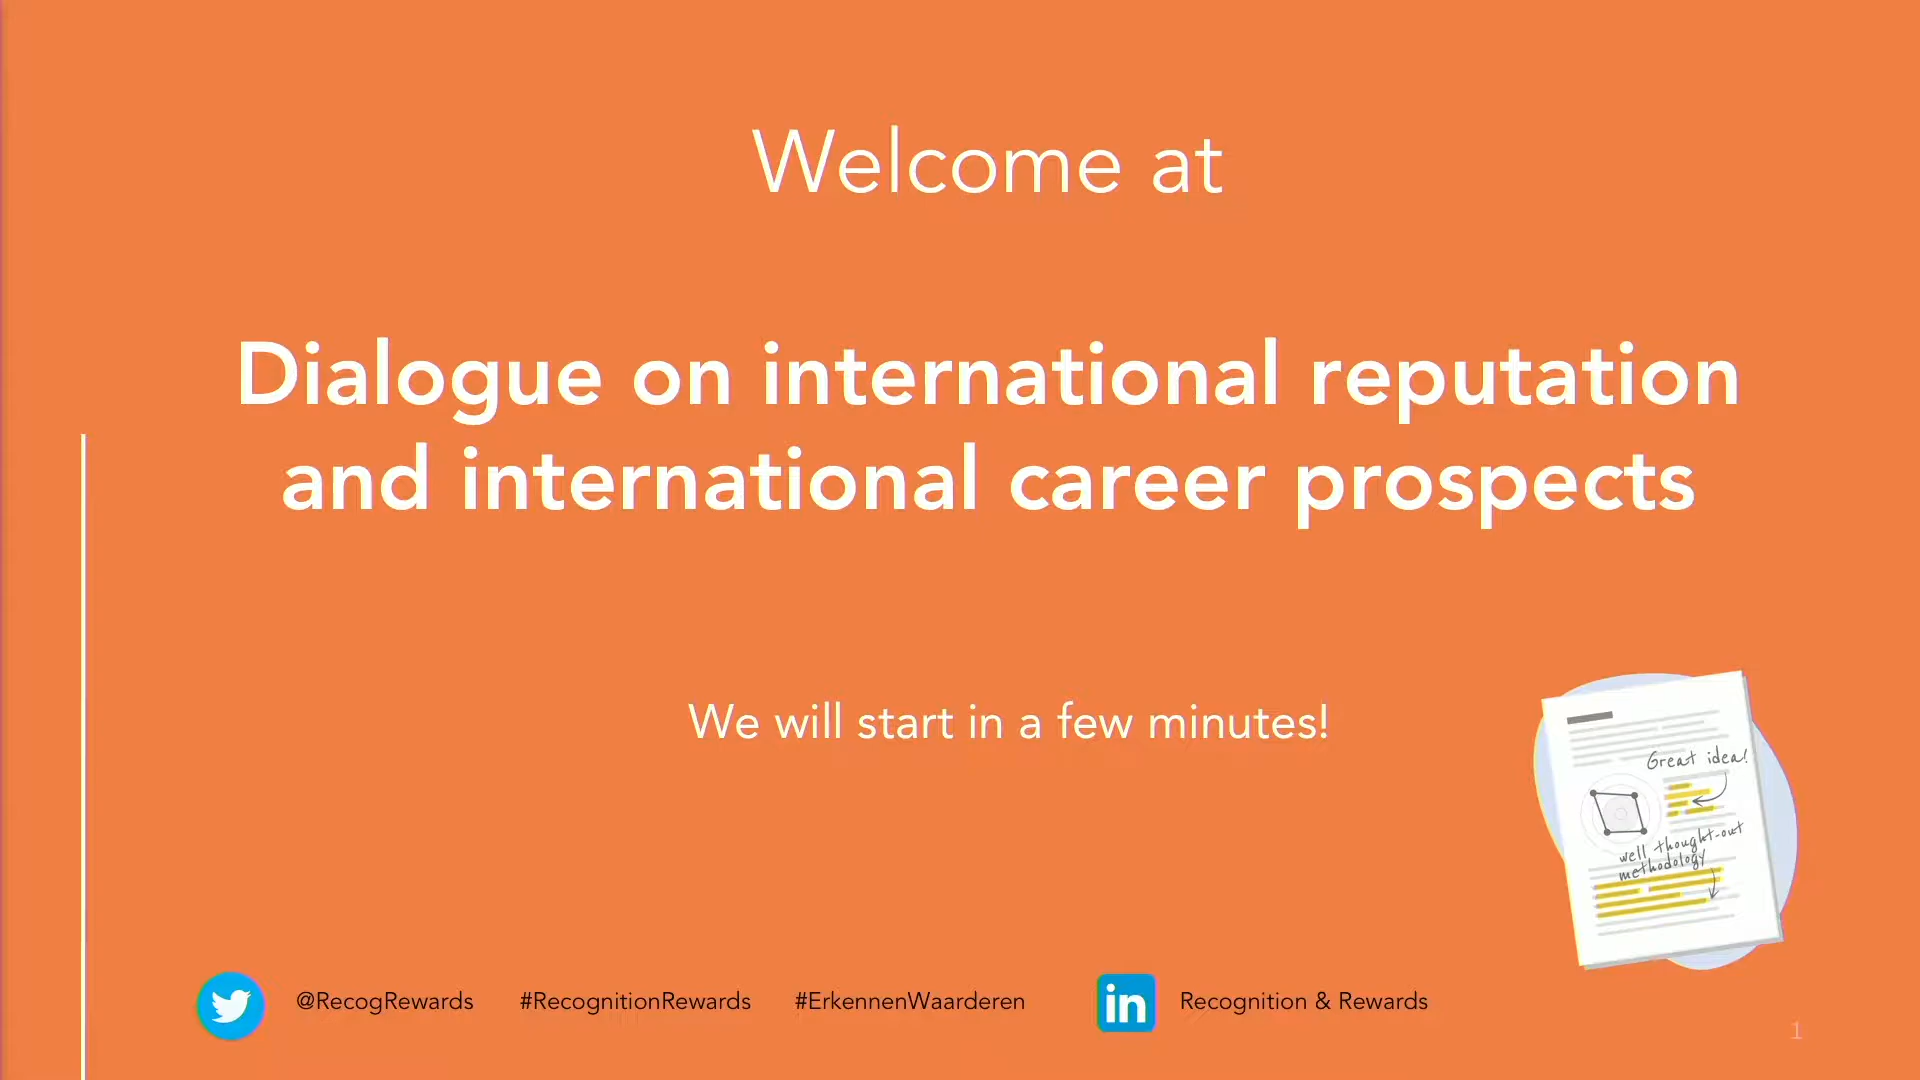 Welcome at
Dialogue on international reputation
and international career prospects
We will start in a few minutes!
Great idea!
well thought-out
methodology
@RecogRewards #RecognitionRewards #ErkennenWaarderen in Recognition & Rewards
1